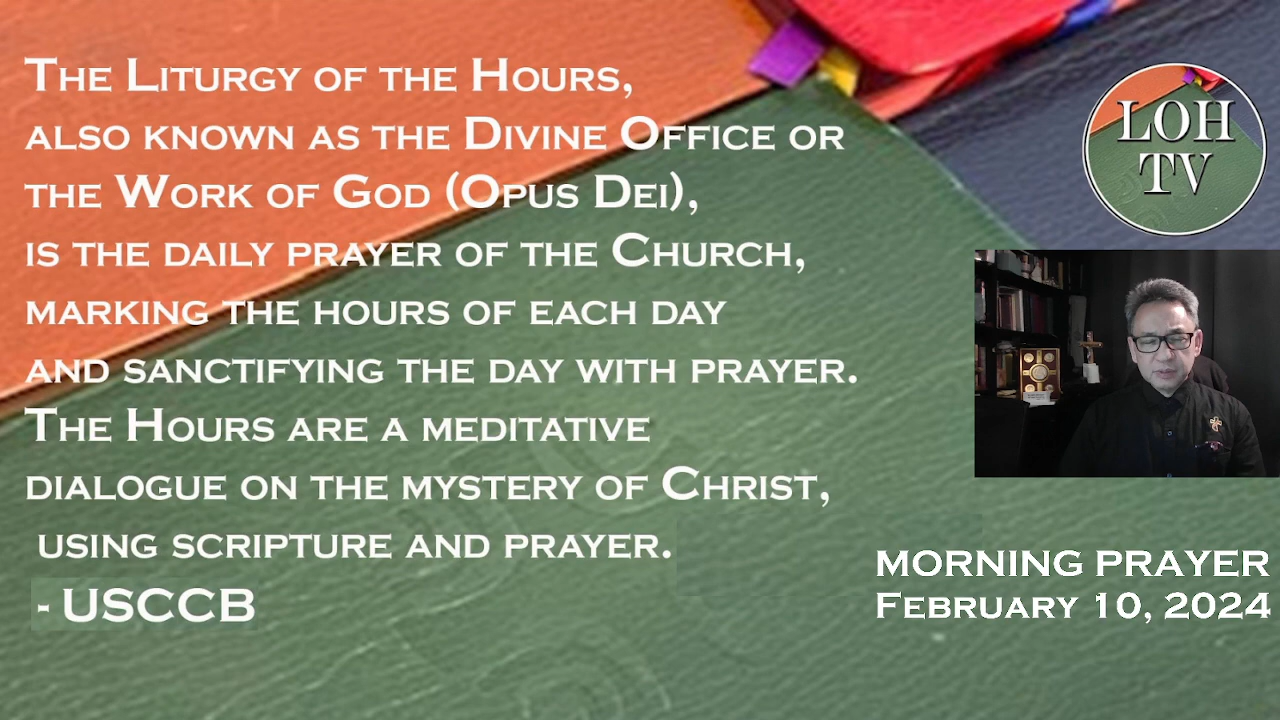 The Liturgy of the Hours,
also known as the Divine Office or
the Work of God (Opus Dei),
is the daily prayer of the Church,
marking the hours of each day
and sanctifying the day with prayer.
The Hours are a meditative
dialogue on the mystery of Christ,
using scripture and prayer.
- USCCB
LOH
TV
MORNING PRAYER
February 10, 2024